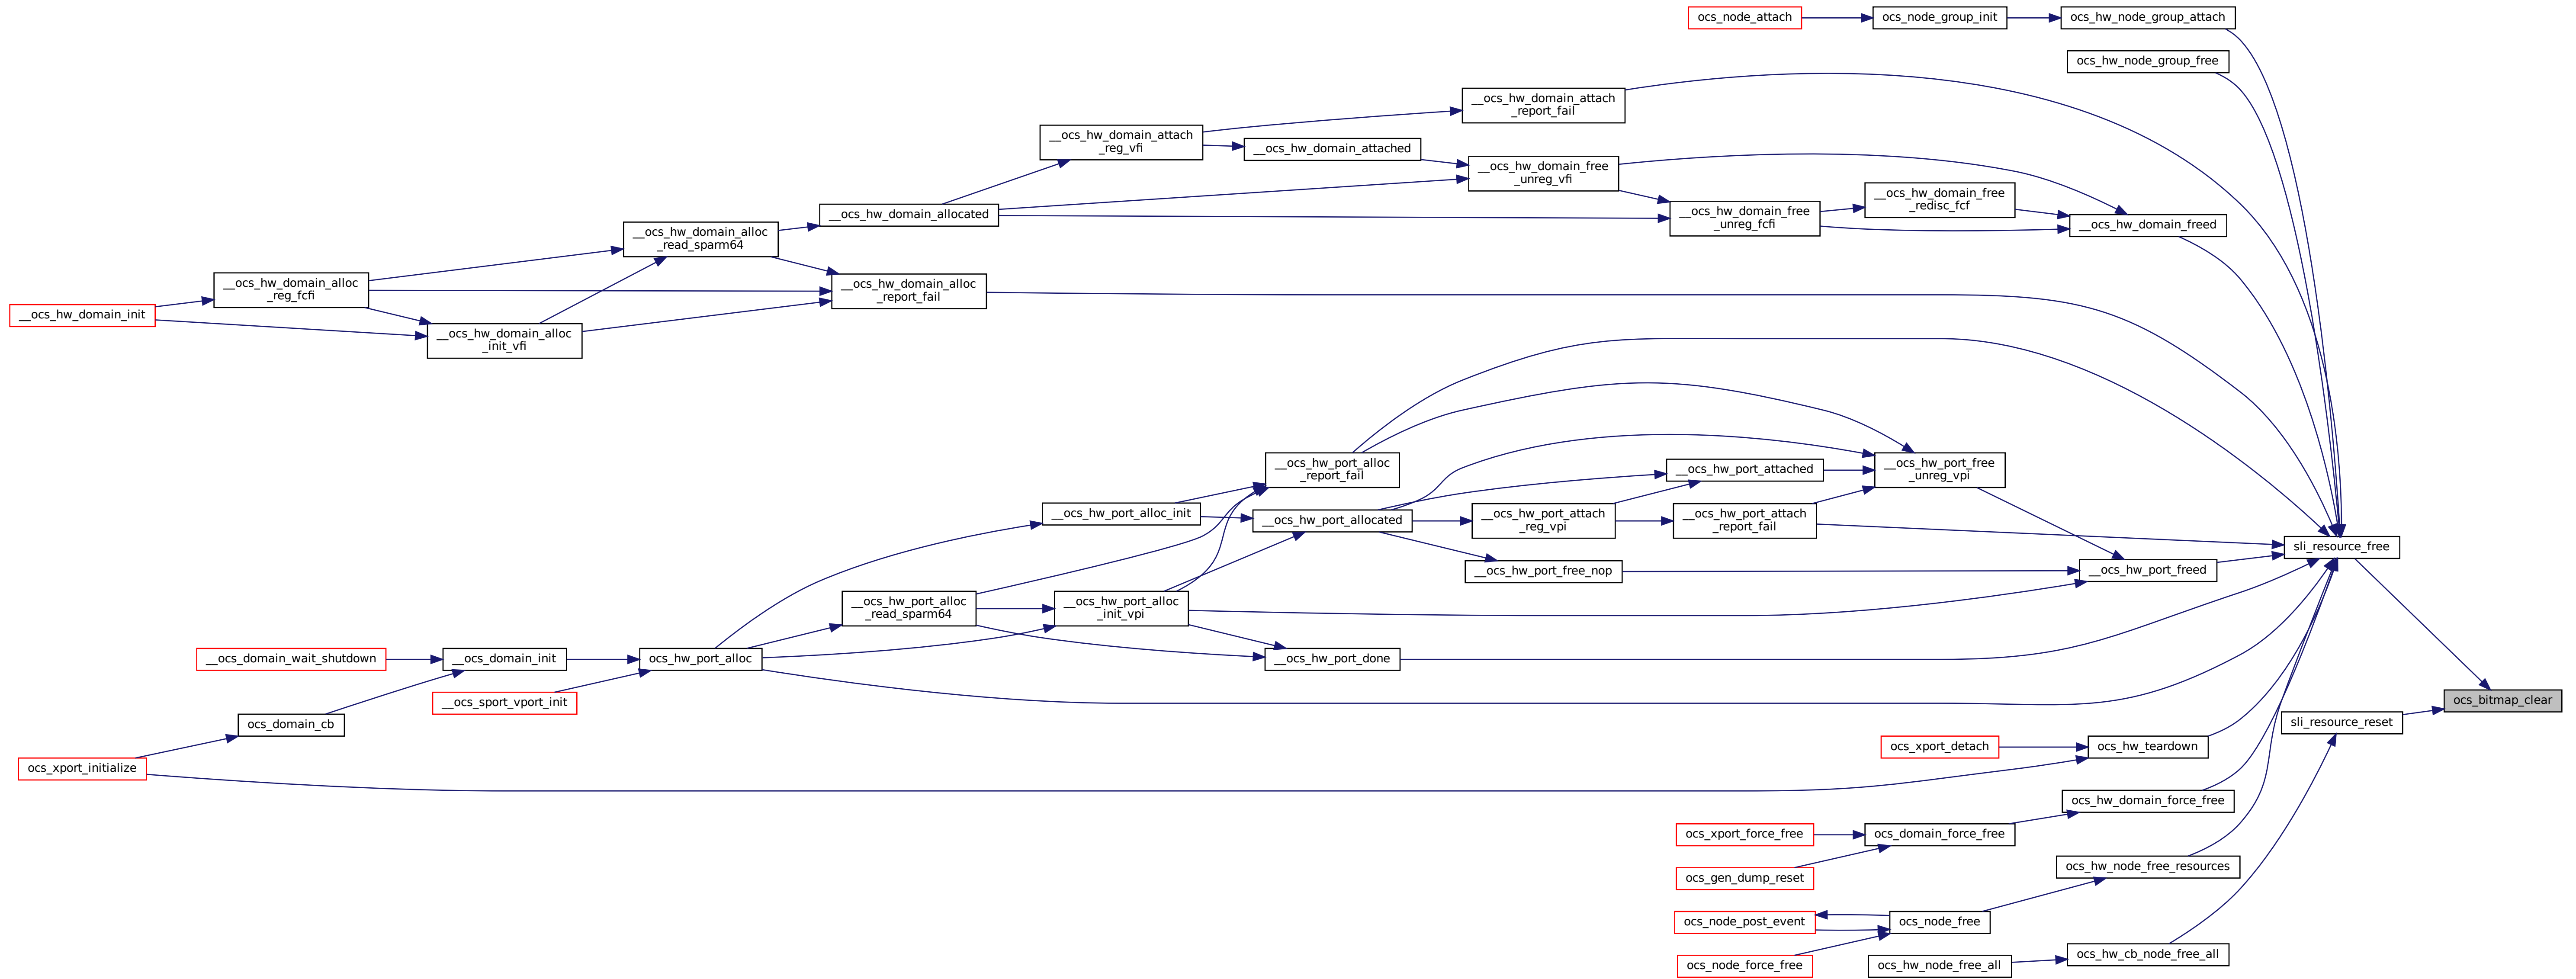 ocs_node_attach
ocs_node_group_init
ocs_hw_node_group_attach
ocs_hw_node_group_free
__ocs_hw_domain_attach
_report_fail
__ocs_hw_domain_attach
_reg_vfi
__ocs_hw_domain_attached
__ocs_hw_domain_free
_unreg_vfi
__ocs_hw_domain_free
_redisc_fcf
__ocs_hw_domain_allocated
__ocs_hw_domain_free
_unreg_fcfi
__ocs_hw_domain_freed
__ocs_hw_domain_alloc
_read_sparm64
__ocs_hw_domain_alloc
_reg_fcfi
__ocs_hw_domain_alloc
_report_fail
__ocs_hw_domain_init
__ocs_hw_domain_alloc
_init_vfi
__ocs_hw_port_alloc
_report_fail
__ocs_hw_port_attached
__ocs_hw_port_free
_unreg_vpi
__ocs_hw_port_alloc_init
__ocs_hw_port_allocated
__ocs_hw_port_attach
_reg_vpi
__ocs_hw_port_attach
_report_fail
sli_resource_free
__ocs_hw_port_free_nop
__ocs_hw_port_freed
__ocs_hw_port_alloc
_read_sparm64
__ocs_hw_port_alloc
_init_vpi
__ocs_domain_wait_shutdown
__ocs_domain_init
ocs_hw_port_alloc
__ocs_hw_port_done
__ocs_sport_vport_init
ocs_bitmap_clear
ocs_domain_cb
sli_resource_reset
ocs_xport_detach
ocs_hw_teardown
ocs_xport_initialize
ocs_hw_domain_force_free
ocs_xport_force_free
ocs_domain_force_free
ocs_gen_dump_reset
ocs_hw_node_free_resources
ocs_node_post_event
ocs_node_free
ocs_hw_cb_node_free_all
ocs_node_force_free
ocs_hw_node_free_all